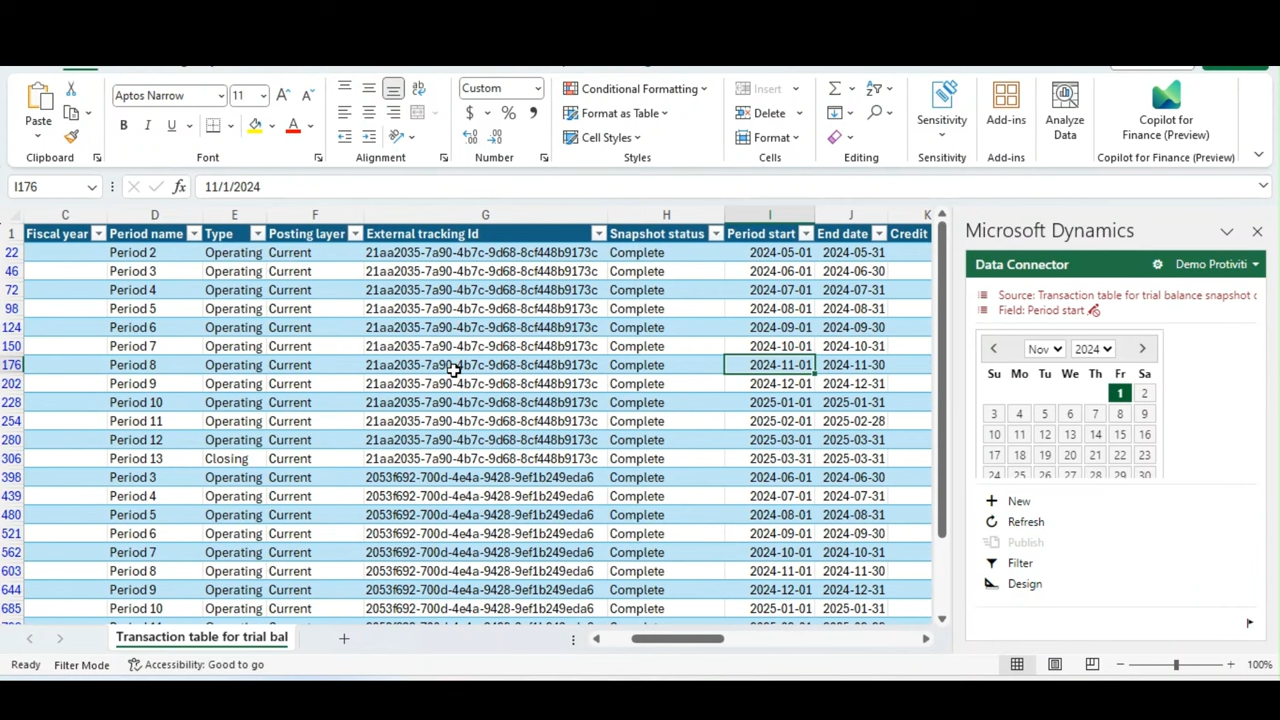 Paste
Aptos Narrow
11
Custom
Conditional Formatting
Format as Table
Cell Styles
Insert
Delete
Format
Sensitivity
Add-ins
Analyze
Data
Copilot for
Finance (Preview)
Clipboard
Font
Alignment
Number
Styles
Cells
Editing
Sensitivity
Add-ins
Copilot for Finance (Preview)
I176
11/1/2024
C D E F G H I J K
1 Fiscal year Period name Type Posting layer External tracking Id Snapshot status Period start End date Credit
22 Period 2 Operating Current 21aa2035-7a90-4b7c-9d68-8cf448b9173c Complete 2024-05-01 2024-05-31
46 Period 3 Operating Current 21aa2035-7a90-4b7c-9d68-8cf448b9173c Complete 2024-06-01 2024-06-30
72 Period 4 Operating Current 21aa2035-7a90-4b7c-9d68-8cf448b9173c Complete 2024-07-01 2024-07-31
98 Period 5 Operating Current 21aa2035-7a90-4b7c-9d68-8cf448b9173c Complete 2024-08-01 2024-08-31
124 Period 6 Operating Current 21aa2035-7a90-4b7c-9d68-8cf448b9173c Complete 2024-09-01 2024-09-30
150 Period 7 Operating Current 21aa2035-7a90-4b7c-9d68-8cf448b9173c Complete 2024-10-01 2024-10-31
176 Period 8 Operating Current 21aa2035-7a90-4b7c-9d68-8cf448b9173c Complete 2024-11-01 2024-11-30
202 Period 9 Operating Current 21aa2035-7a90-4b7c-9d68-8cf448b9173c Complete 2024-12-01 2024-12-31
228 Period 10 Operating Current 21aa2035-7a90-4b7c-9d68-8cf448b9173c Complete 2025-01-01 2025-01-31
254 Period 11 Operating Current 21aa2035-7a90-4b7c-9d68-8cf448b9173c Complete 2025-02-01 2025-02-28
280 Period 12 Operating Current 21aa2035-7a90-4b7c-9d68-8cf448b9173c Complete 2025-03-01 2025-03-31
306 Period 13 Closing Current 21aa2035-7a90-4b7c-9d68-8cf448b9173c Complete 2025-03-31 2025-03-31
398 Period 3 Operating Current 2053f692-700d-4e4a-9428-9ef1b249eda6 Complete 2024-06-01 2024-06-30
439 Period 4 Operating Current 2053f692-700d-4e4a-9428-9ef1b249eda6 Complete 2024-07-01 2024-07-31
480 Period 5 Operating Current 2053f692-700d-4e4a-9428-9ef1b249eda6 Complete 2024-08-01 2024-08-31
521 Period 6 Operating Current 2053f692-700d-4e4a-9428-9ef1b249eda6 Complete 2024-09-01 2024-09-30
562 Period 7 Operating Current 2053f692-700d-4e4a-9428-9ef1b249eda6 Complete 2024-10-01 2024-10-31
603 Period 8 Operating Current 2053f692-700d-4e4a-9428-9ef1b249eda6 Complete 2024-11-01 2024-11-30
644 Period 9 Operating Current 2053f692-700d-4e4a-9428-9ef1b249eda6 Complete 2024-12-01 2024-12-31
685 Period 10 Operating Current 2053f692-700d-4e4a-9428-9ef1b249eda6 Complete 2025-01-01 2025-01-31
Microsoft Dynamics
Data Connector Demo Protiviti
Source: Transaction table for trial balance snapshot
Field: Period start
Nov 2024
Su Mo Tu We Th Fr Sa
1 2
3 4 5 6 7 8 9
10 11 12 13 14 15 16
17 18 19 20 21 22 23
24 25 26 27 28 29 30
New
Refresh
Publish
Filter
Design
Transaction table for trial bal
Ready Filter Mode Accessibility: Good to go 100%